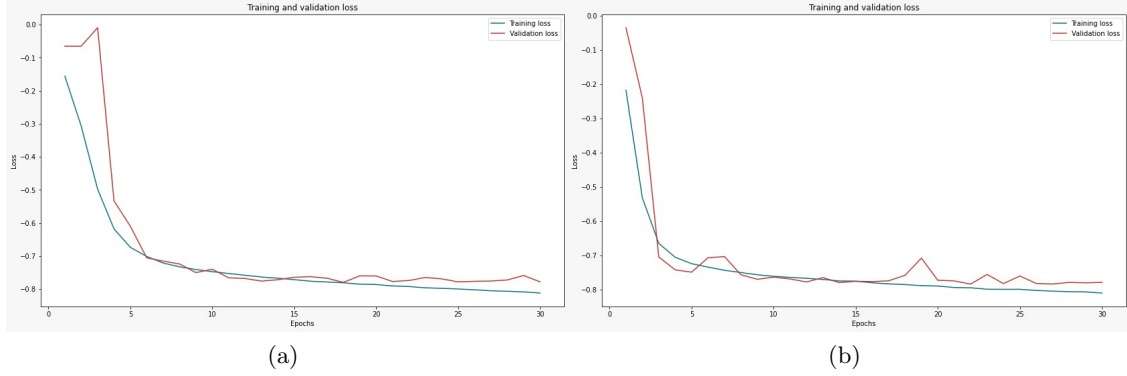 Training and validation loss
Training loss
Validation loss
0.0
−0.1
−0.2
−0.3
−0.4
−0.5
−0.6
−0.7
−0.8
Loss
0 5 10 15 20 25 30
Epochs
(a)
Training and validation loss
Training loss
Validation loss
0.0
−0.1
−0.2
−0.3
−0.4
−0.5
−0.6
−0.7
−0.8
Loss
0 5 10 15 20 25 30
Epochs
(b)